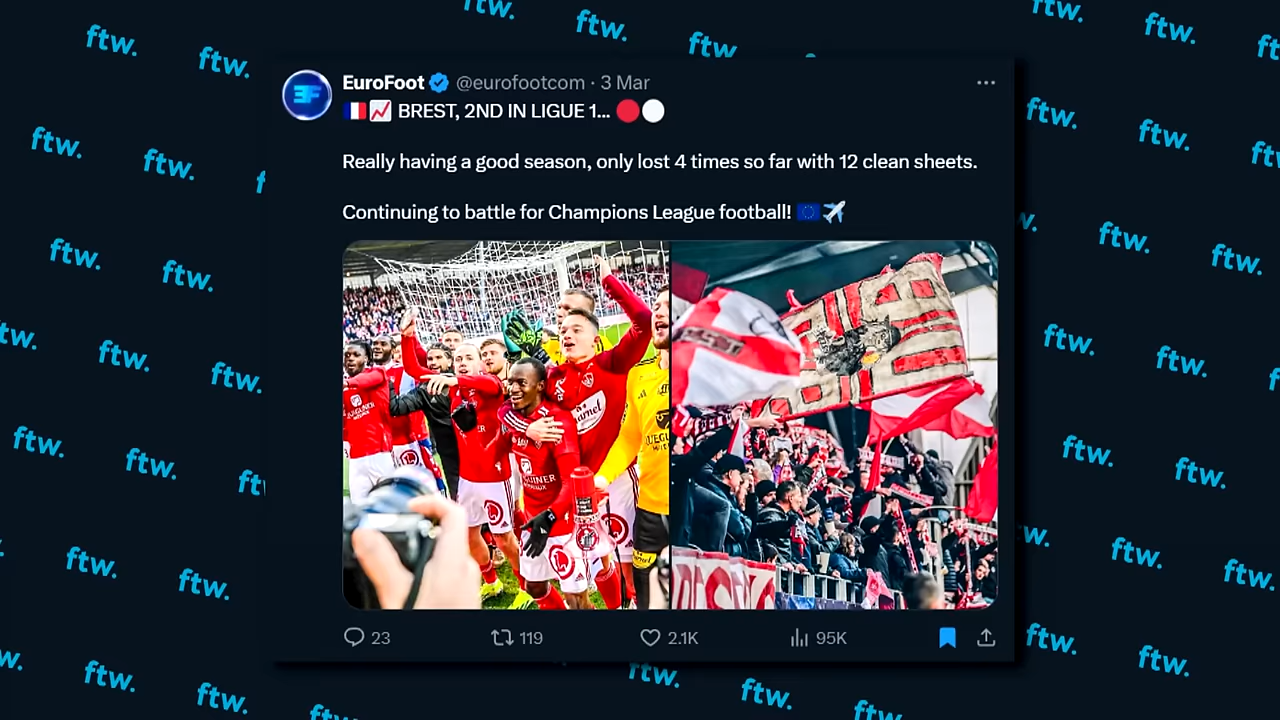 EuroFoot @eurofootcom · 3 Mar
🇫🇷📈 BREST, 2ND IN LIGUE 1... 🔴⚪
Really having a good season, only lost 4 times so far with 12 clean sheets.
Continuing to battle for Champions League football! 🇪🇺✈️
23 119 2.1K 95K
ftw.